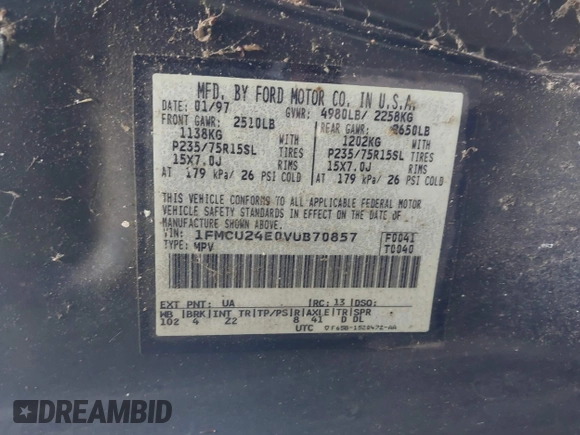 MFD. BY FORD MOTOR CO. IN U.S.A.
DATE: 01/97 GVWR: 4980LB/ 2258KG
FRONT GAWR: 2510LB REAR GAWR: 2650LB
1138KG WITH 1202KG WITH
P235/75R15SL TIRES P235/75R15SL TIRES
15X7.0J RIMS 15X7.0J RIMS
AT 179 kPa/ 26 PSI COLD AT 179 kPa/ 26 PSI COLD
THIS VEHICLE CONFORMS TO ALL APPLICABLE FEDERAL MOTOR
VEHICLE SAFETY STANDARDS IN EFFECT ON THE DATE OF
MANUFACTURE SHOWN ABOVE.
VIN: 1FMCU24E0VUB70857 F0041
TYPE: MPV T0040
EXT PNT: UA RC: 13 DSO:
WB BRK INT TR TP/PS R AXLE TR SPR
102 4 Z2 8 41 D DL
UTC
DREAMBID